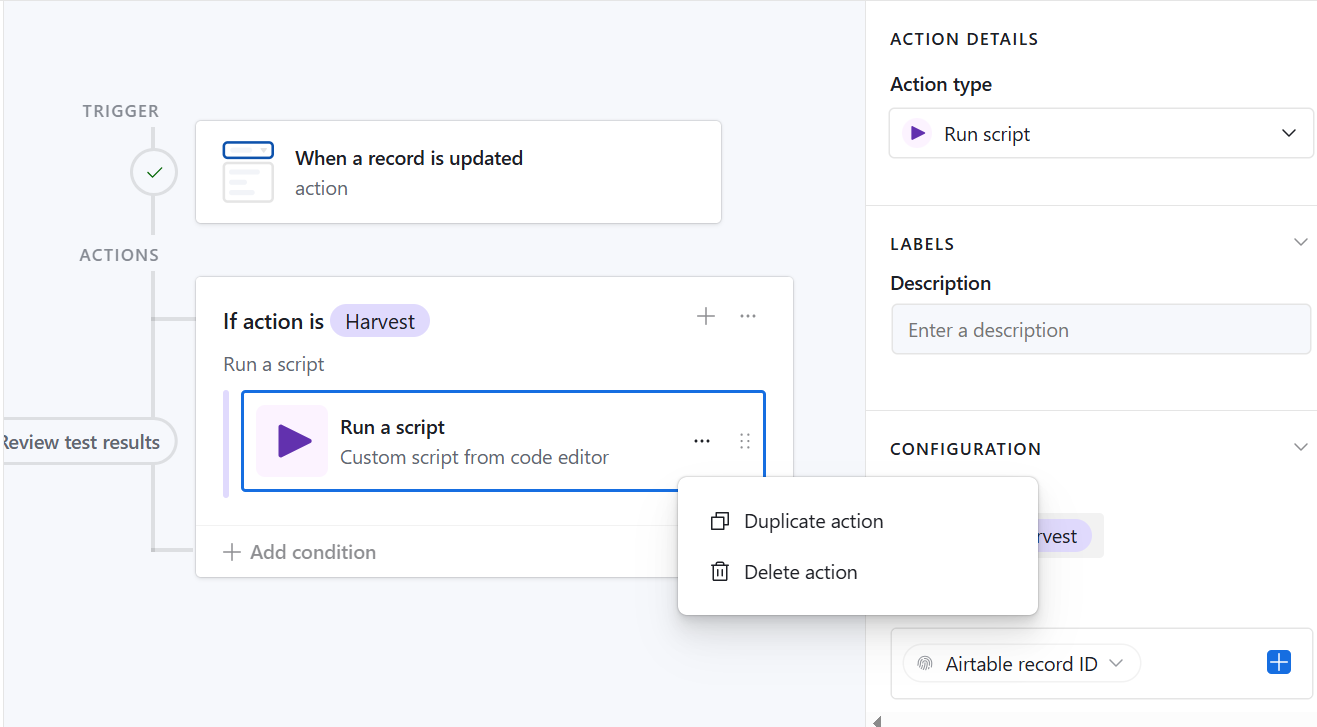 TRIGGER
When a record is updated
action
ACTIONS
If action is Harvest
Run a script
Run a script
Custom script from code editor
Review test results
Add condition
Duplicate action
Delete action
ACTION DETAILS
Action type
Run script
LABELS
Description
Enter a description
CONFIGURATION
rvest
Airtable record ID